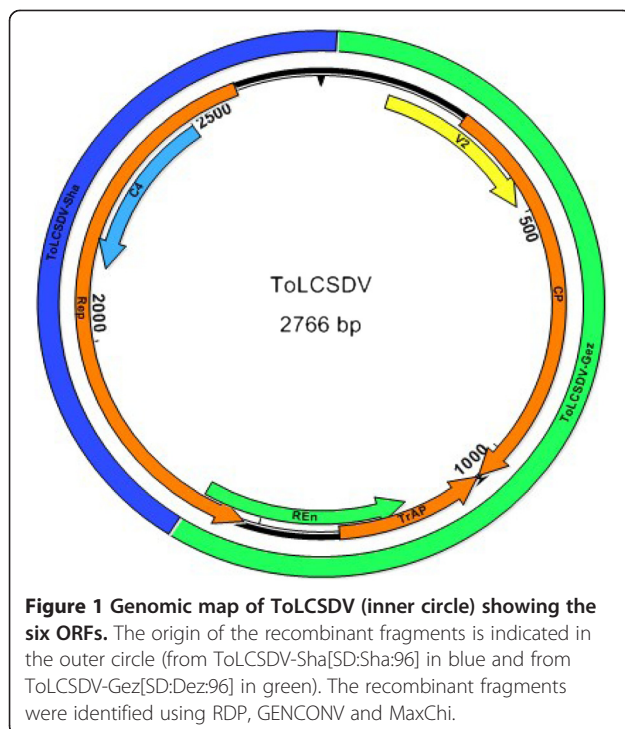 ToLCSDV-Sha
ToLCSDV-Gez
2500
V2
C4
500
ToLCSDV
2766 bp
CP
Rep
2000
1000
REn
TrAP
Figure 1 Genomic map of ToLCSDV (inner circle) showing the
six ORFs. The origin of the recombinant fragments is indicated in
the outer circle (from ToLCSDV-Sha[SD:Sha:96] in blue and from
ToLCSDV-Gez[SD:Dez:96] in green). The recombinant fragments
were identified using RDP, GENCONV and MaxChi.